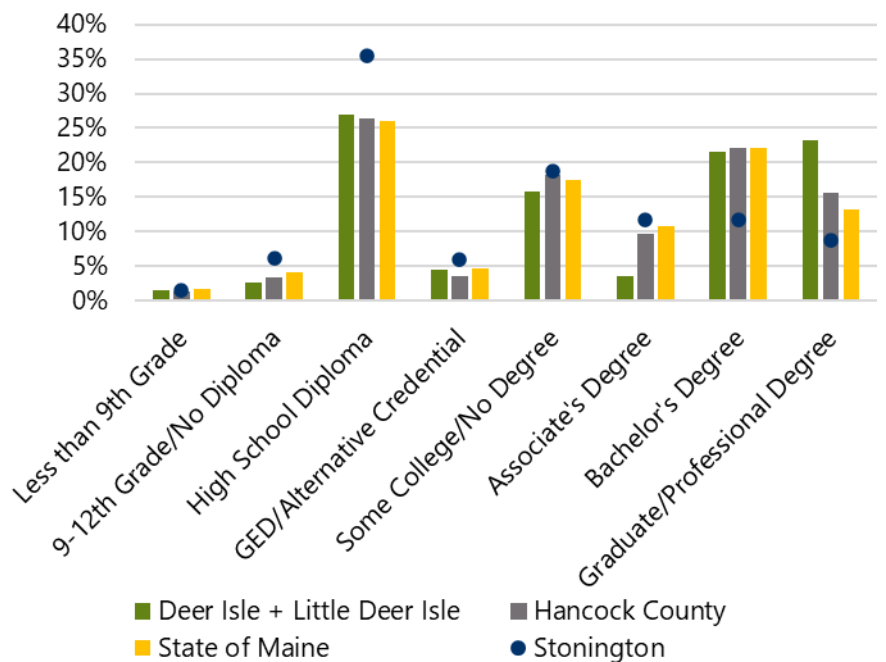 40%
35%
30%
25%
20%
15%
10%
5%
0%
Less than 9th Grade
9-12th Grade/No Diploma
High School Diploma
GED/Alternative Credential
Some College/No Degree
Associate's Degree
Bachelor's Degree
Graduate/Professional Degree
Deer Isle + Little Deer Isle
Hancock County
State of Maine
Stonington